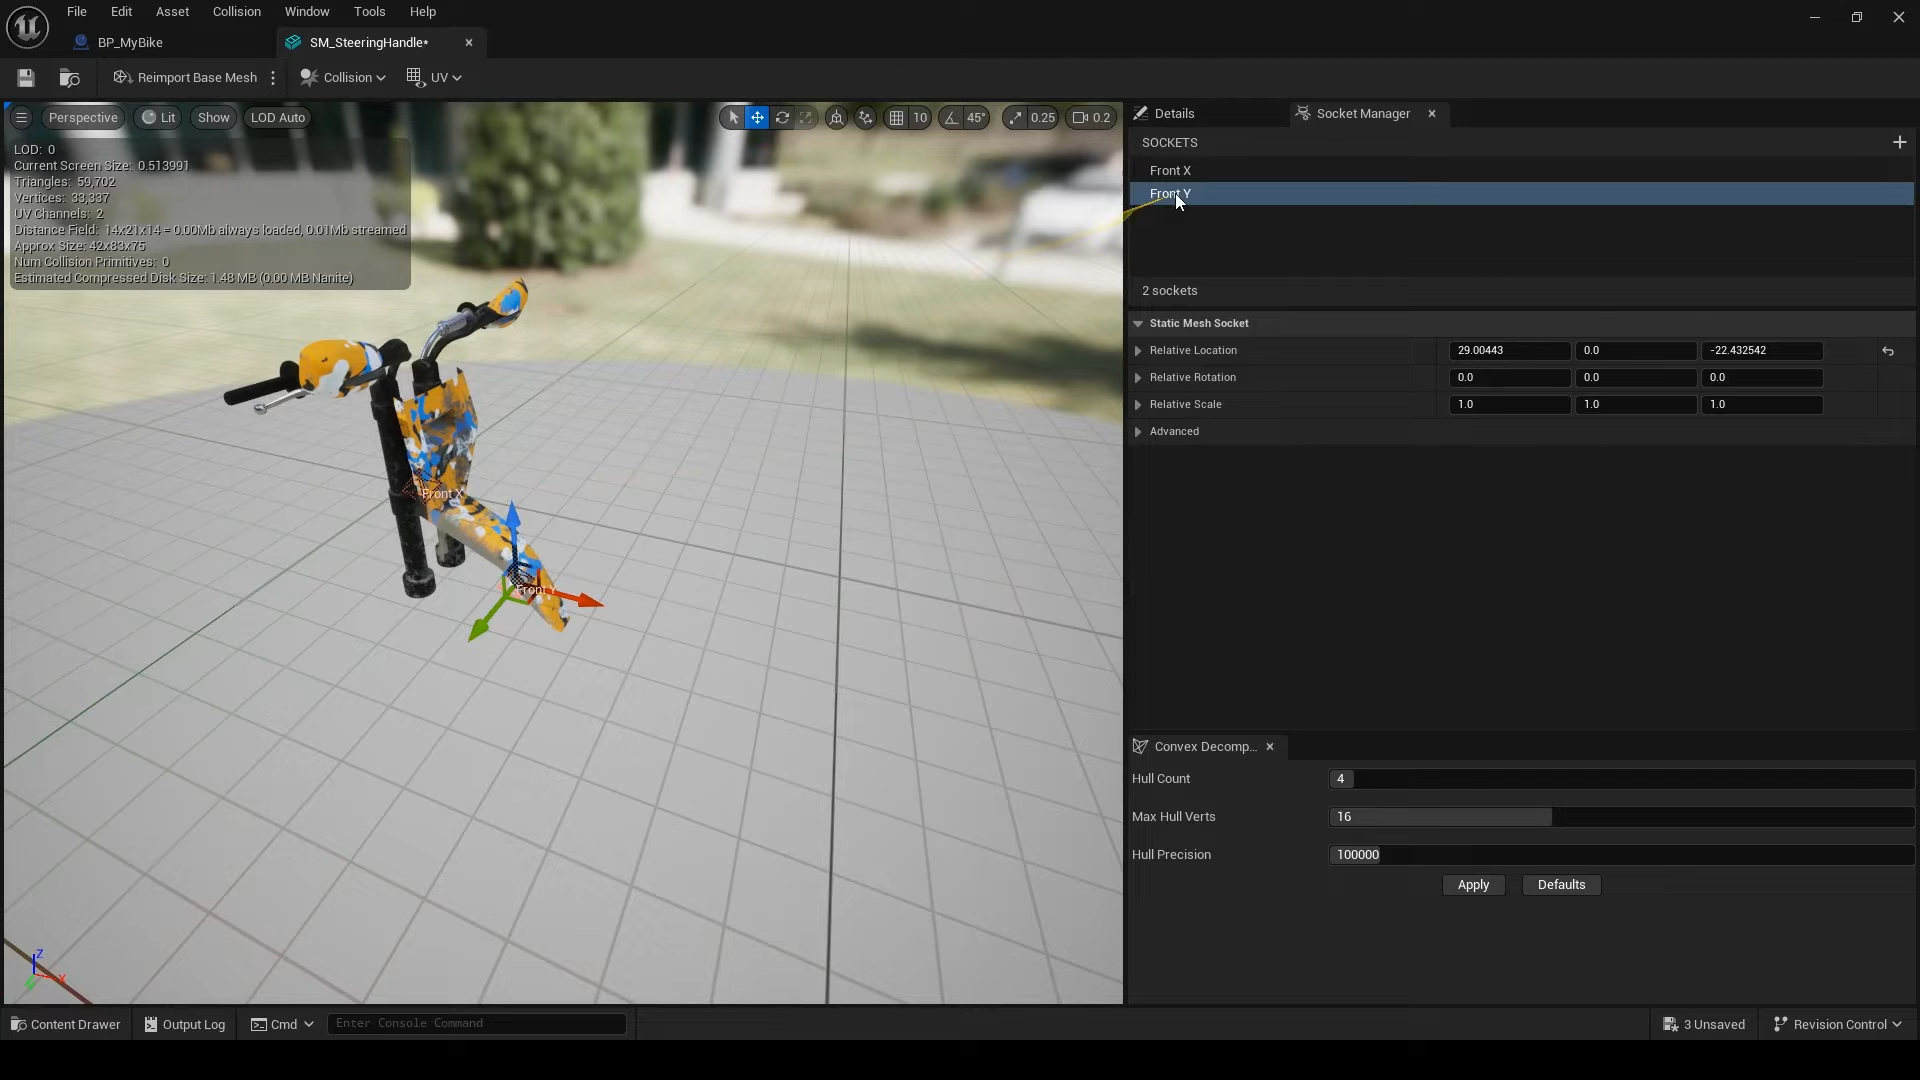 File Edit Asset Collision Window Tools Help
BP_MyBike SM_SteeringHandle*
Reimport Base Mesh Collision UV
Perspective Lit Show LOD Auto 10 45° 0.25 0.2
LOD: 0
Current Screen Size: 0.513991
Triangles: 59,702
Vertices: 33,337
UV Channels: 2
Distance Field: 14x21x14 = 0.00Mb always loaded, 0.01Mb streamed
Approx Size: 42x83x75
Num Collision Primitives: 0
Estimated Compressed Disk Size: 1.48 MB (0.00 MB Nanite)
Front X
Front Y
Z
X
Details Socket Manager
SOCKETS
Front X
Front Y
2 sockets
Static Mesh Socket
Relative Location 29.00443 0.0 -22.432542
Relative Rotation 0.0 0.0 0.0
Relative Scale 1.0 1.0 1.0
Advanced
Convex Decomp...
Hull Count 4
Max Hull Verts 16
Hull Precision 100000
Apply Defaults
Content Drawer Output Log Cmd Enter Console Command 3 Unsaved Revision Control